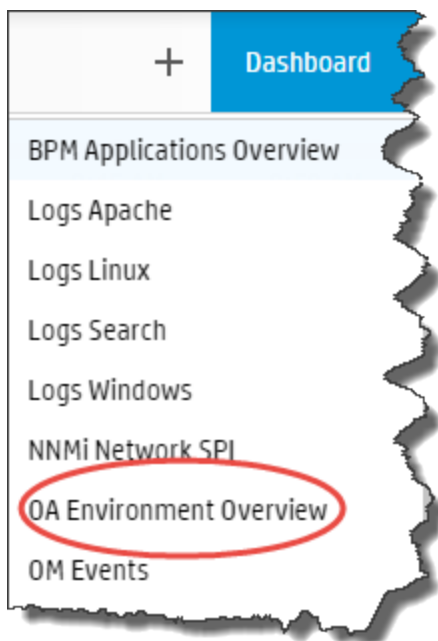 + Dashboard
BPM Applications Overview
Logs Apache
Logs Linux
Logs Search
Logs Windows
NNMi Network SPI
OA Environment Overview
OM Events